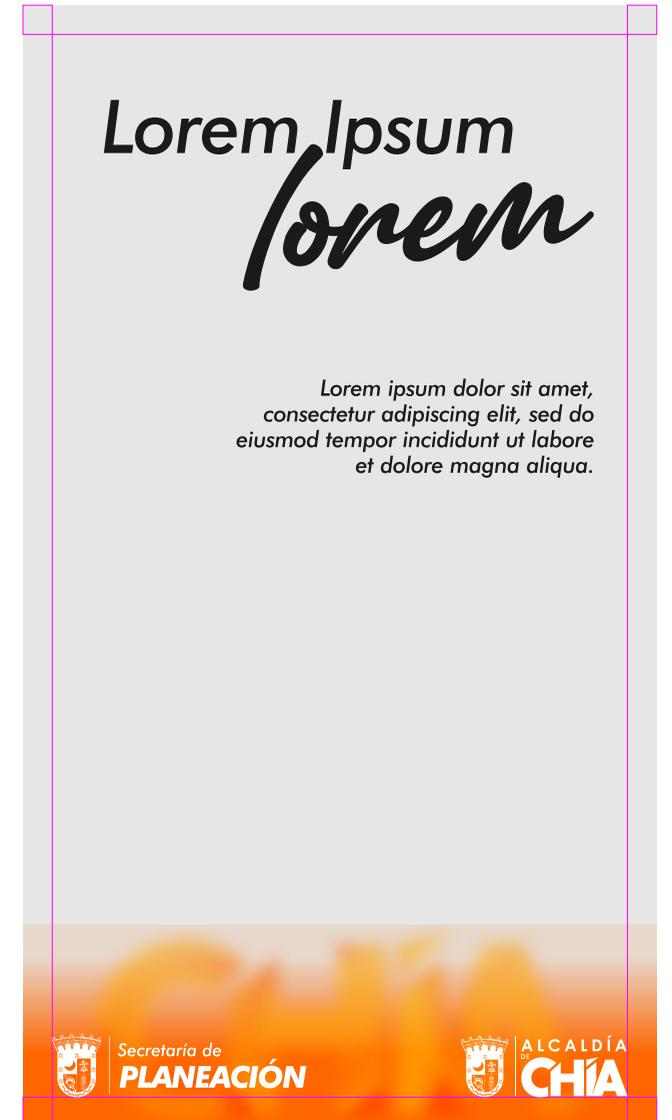 Lorem Ipsum
lorem
Lorem ipsum dolor sit amet,
consectetur adipiscing elit, sed do
eiusmod tempor incididunt ut labore
et dolore magna aliqua.
CHÍA
Secretaría de
PLANEACIÓN
ALCALDÍA
DE
CHÍA